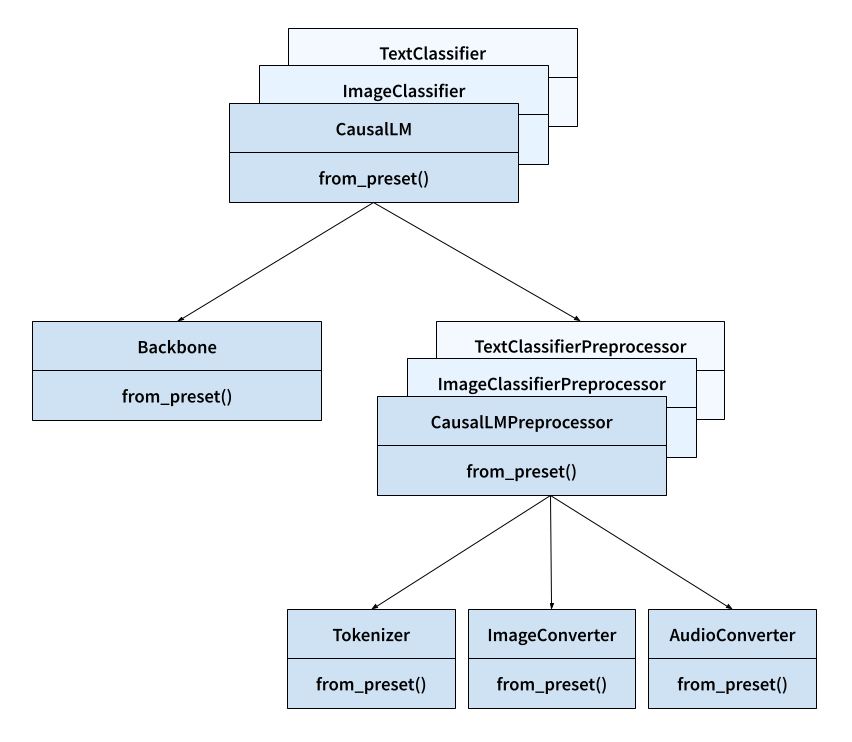 TextClassifier
ImageClassifier
CausalLM
from_preset()
Backbone
from_preset()
TextClassifierPreprocessor
ImageClassifierPreprocessor
CausalLMPreprocessor
from_preset()
Tokenizer
from_preset()
ImageConverter
from_preset()
AudioConverter
from_preset()